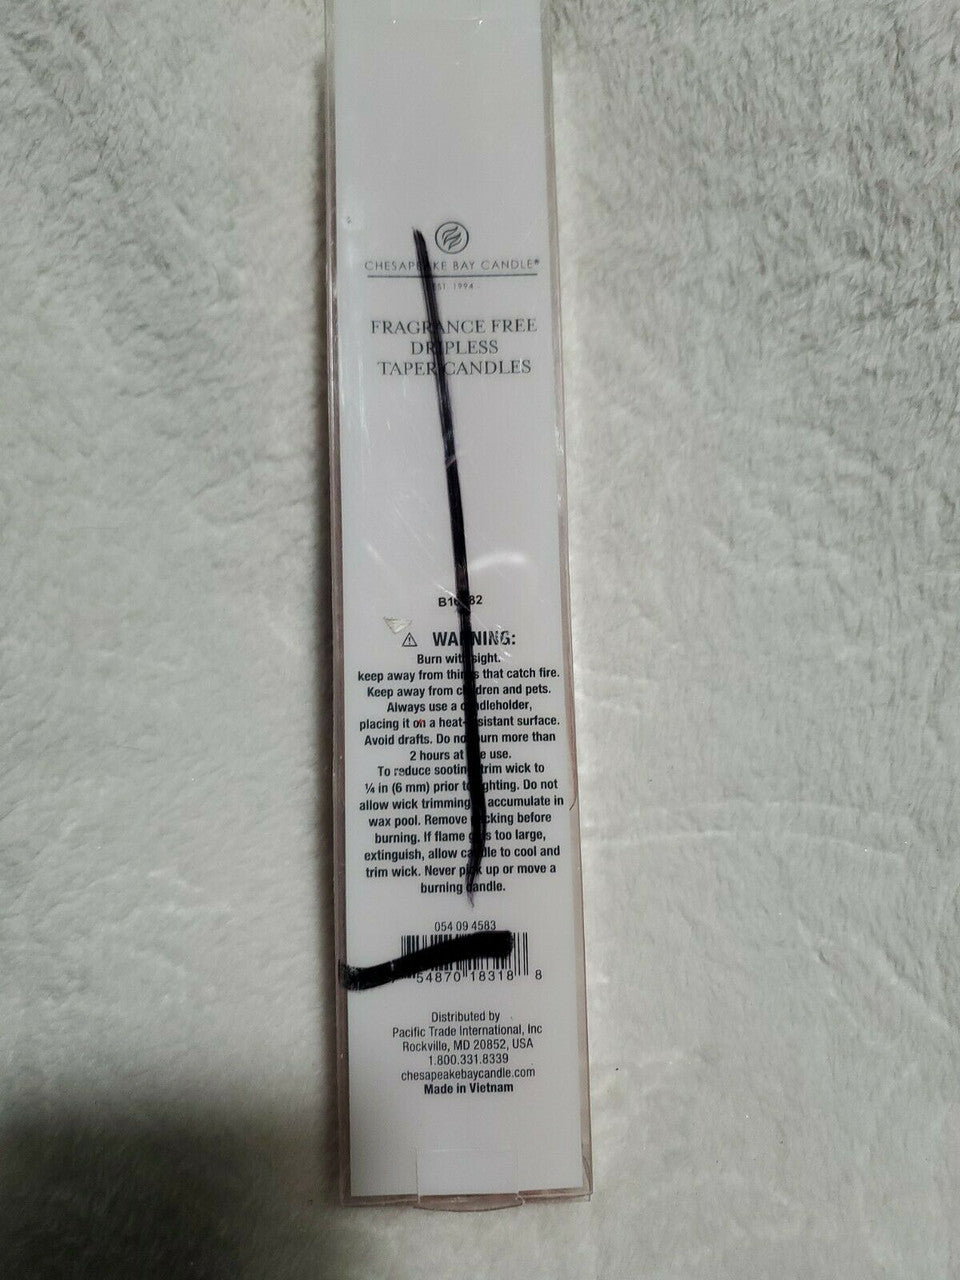 CHESAPEAKE BAY CANDLE®
EST. 1994
FRAGRANCE FREE
DRIPLESS
TAPER CANDLES
⚠ WARNING:
Burn within sight.
keep away from things that catch fire.
Keep away from children and pets.
Always use a candleholder,
placing it on a heat-resistant surface.
Avoid drafts. Do not burn more than
2 hours at one use.
To reduce sooting trim wick to
¼ in (6 mm) prior to lighting. Do not
allow wick trimming to accumulate in
wax pool. Remove packing before
burning. If flame gets too large,
extinguish, allow candle to cool and
trim wick. Never pick up or move a
burning candle.
054 09 4583
54870 18318 8
Distributed by
Pacific Trade International, Inc
Rockville, MD 20852, USA
1.800.331.8339
chesapeakebaycandle.com
Made in Vietnam